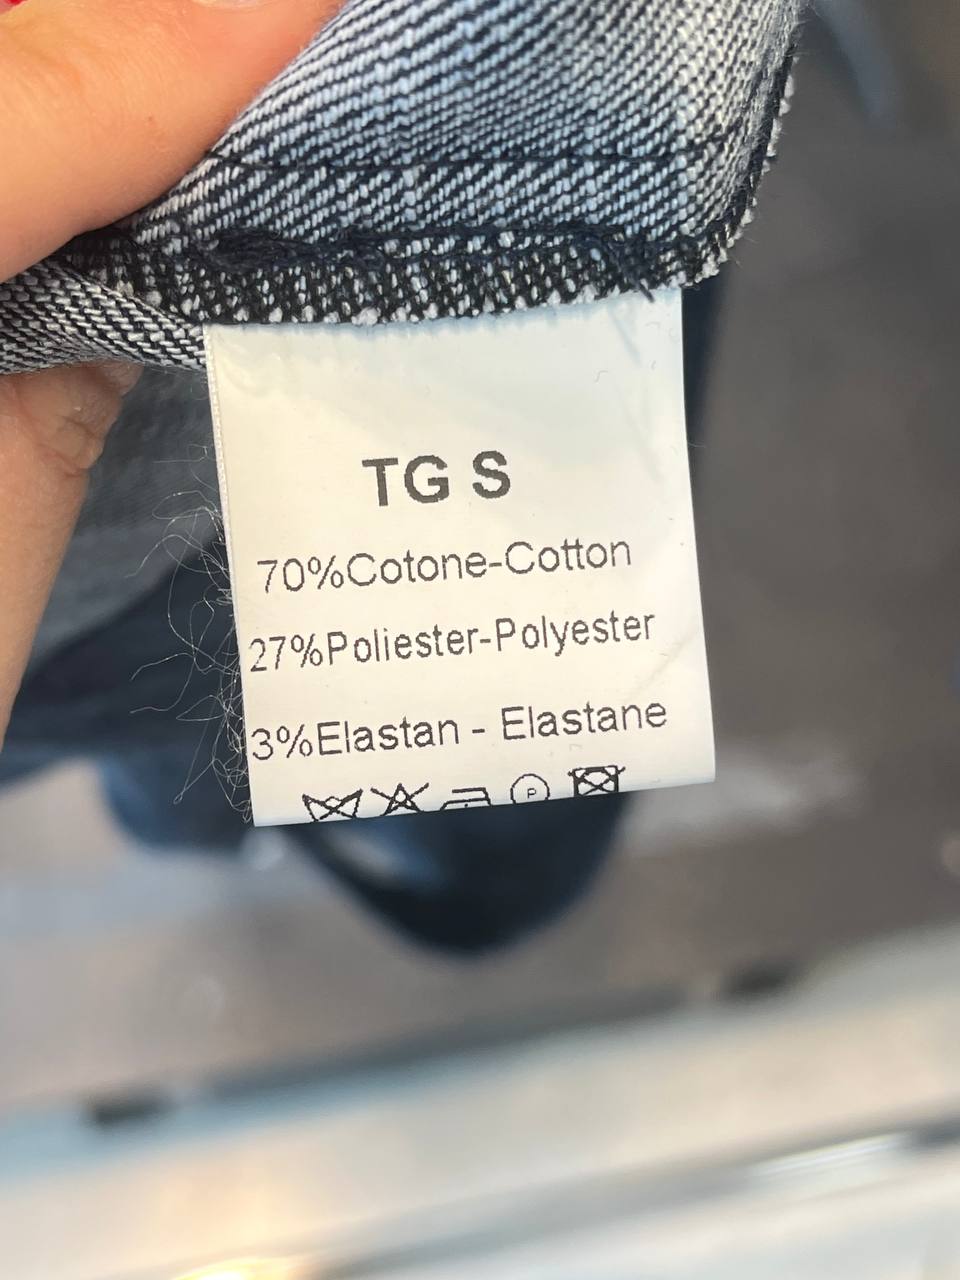 TG S
70%Cotone-Cotton
27%Poliester-Polyester
3%Elastan - Elastane
P